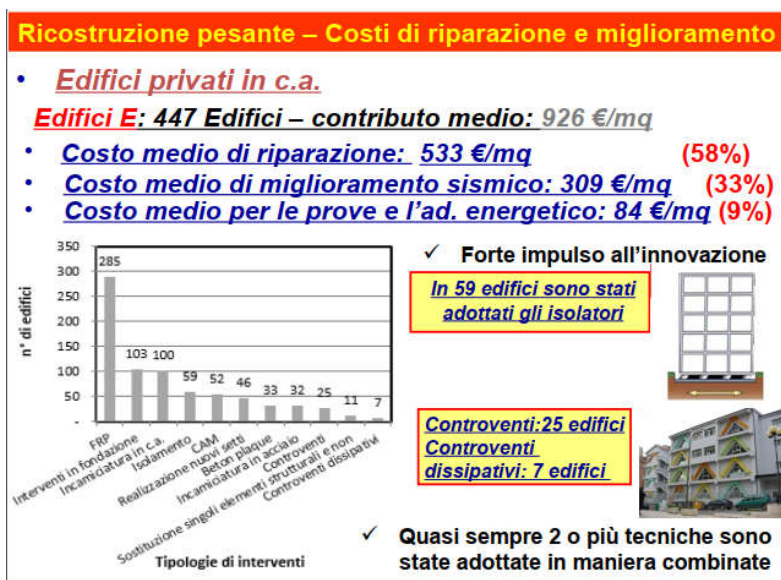 Ricostruzione pesante – Costi di riparazione e miglioramento
• Edifici privati in c.a.
Edifici E: 447 Edifici – contributo medio: 926 €/mq
• Costo medio di riparazione: 533 €/mq (58%)
• Costo medio di miglioramento sismico: 309 €/mq (33%)
• Costo medio per le prove e l'ad. energetico: 84 €/mq (9%)
n° di edifici
350
300
250
200
150
100
50
-
285
103
100
59
52
46
33
32
25
11
7
FRP
Interventi in fondazione
Incamiciatura in c.a.
Isolamento
CAM
Realizzazione nuovi setti
Beton plaque
Incamiciatura in acciaio
Controventi
Sostituzione singoli elementi strutturali e non
Controventi dissipativi
Tipologie di interventi
✓ Forte impulso all'innovazione
In 59 edifici sono stati
adottati gli isolatori
Controventi:25 edifici
Controventi
dissipativi: 7 edifici
✓ Quasi sempre 2 o più tecniche sono
state adottate in maniera combinate